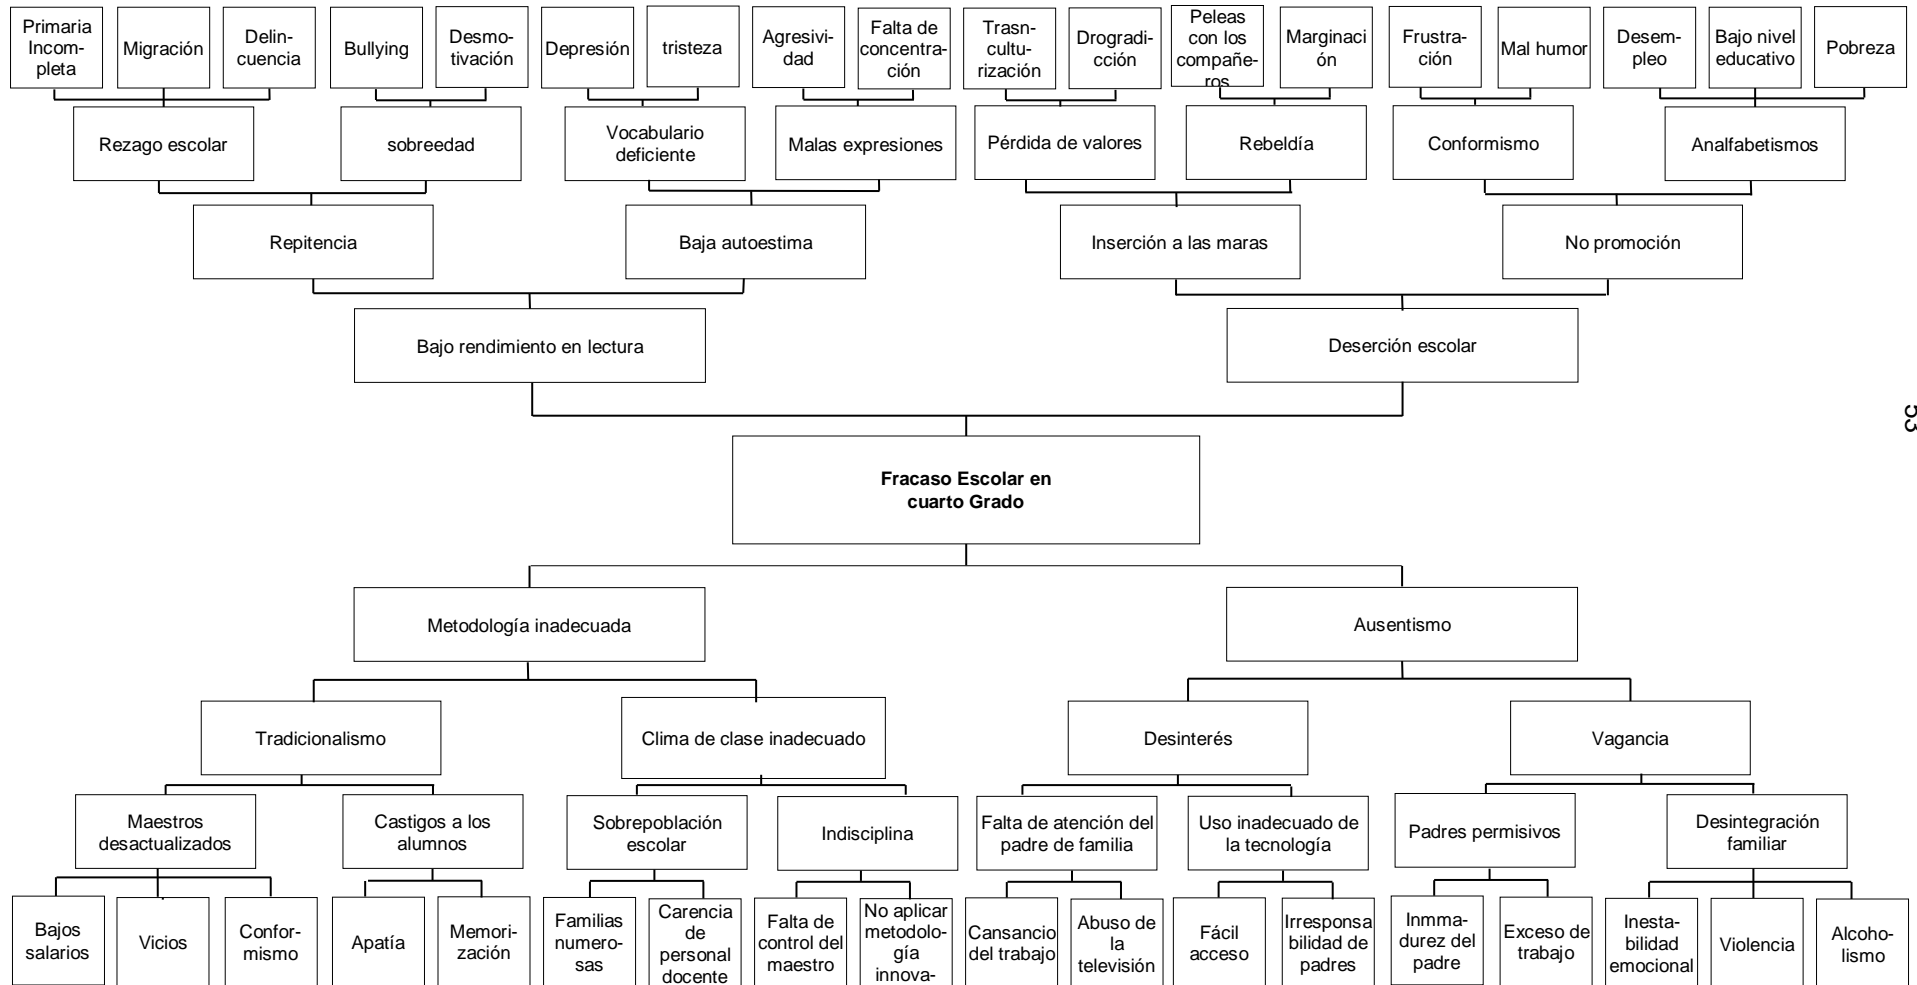 Primaria
Incom-
pleta
Migración
Delin-
cuencia
Bullying
Desmo-
tivación
Depresión
tristeza
Agresivi-
dad
Falta de
concentra-
ción
Trasn-
cultu-
rización
Drogradi-
cción
Peleas
con los
compañe-
ros
Marginaci
ón
Frustra-
ción
Mal humor
Desem-
pleo
Bajo nivel
educativo
Pobreza
Rezago escolar
sobreedad
Vocabulario
deficiente
Malas expresiones
Pérdida de valores
Rebeldía
Conformismo
Analfabetismos
Repitencia
Baja autoestima
Inserción a las maras
No promoción
Bajo rendimiento en lectura
Deserción escolar
53
Fracaso Escolar en
cuarto Grado
Metodología inadecuada
Ausentismo
Tradicionalismo
Clima de clase inadecuado
Desinterés
Vagancia
Maestros
desactualizados
Castigos a los
alumnos
Sobrepoblación
escolar
Indisciplina
Falta de atención del
padre de familia
Uso inadecuado de
la tecnología
Padres permisivos
Desintegración
familiar
Bajos
salarios
Vicios
Confor-
mismo
Apatía
Memori-
zación
Familias
numero-
sas
Carencia
de
personal
docente
Falta de
control del
maestro
No aplicar
metodolo-
gía
innova-
Cansancio
del trabajo
Abuso de
la
televisión
Fácil
acceso
Irresponsa
bilidad de
padres
Inmma-
durez del
padre
Exceso de
trabajo
Inesta-
bilidad
emocional
Violencia
Alcoho-
lismo